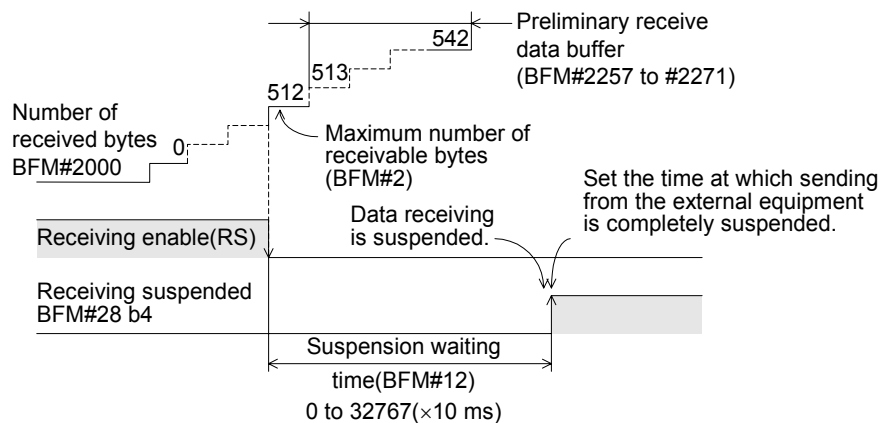 Preliminary receive
data buffer
(BFM#2257 to #2271)
542
513
512
Number of
received bytes
BFM#2000
0
Maximum number of
receivable bytes
(BFM#2)
Set the time at which sending
from the external equipment
is completely suspended.
Data receiving
is suspended.
Receiving enable(RS)
Receiving suspended
BFM#28 b4
Suspension waiting
time(BFM#12)
0 to 32767(×10 ms)